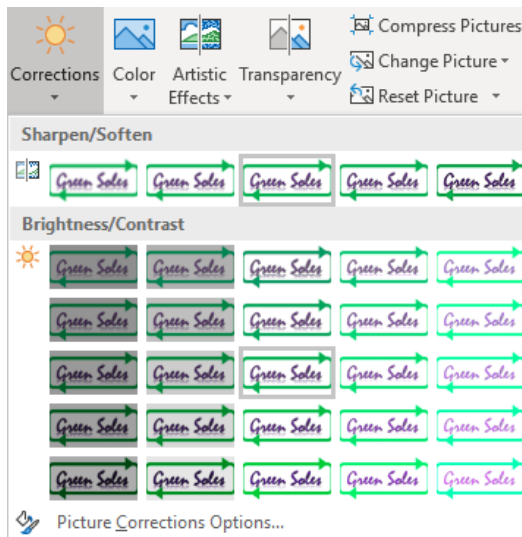 Compress Pictures
Change Picture
Reset Picture
Corrections Color Artistic Effects Transparency
Sharpen/Soften
Green Soles Green Soles Green Soles Green Soles Green Soles
Brightness/Contrast
Green Soles Green Soles Green Soles Green Soles Green Soles
Green Soles Green Soles Green Soles Green Soles Green Soles
Green Soles Green Soles Green Soles Green Soles Green Soles
Green Soles Green Soles Green Soles Green Soles Green Soles
Green Soles Green Soles Green Soles Green Soles Green Soles
Picture Corrections Options...